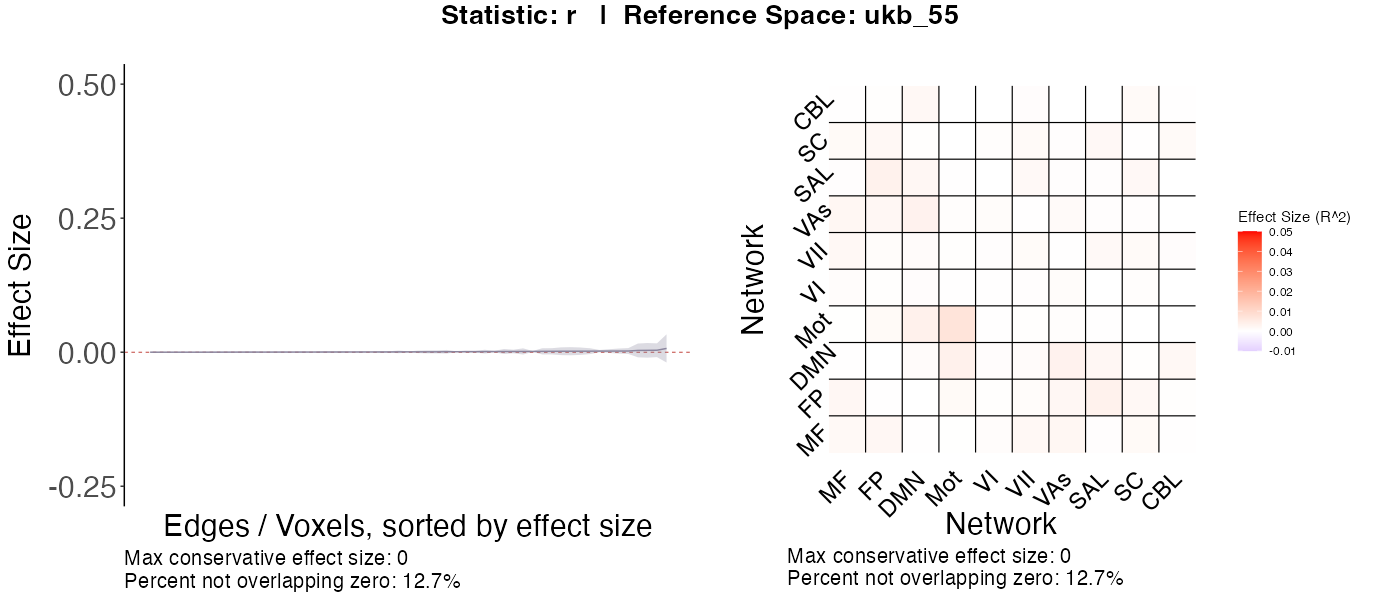 Statistic: r | Reference Space: ukb_55
Effect Size
0.50
0.25
0.00
-0.25
Edges / Voxels, sorted by effect size
Max conservative effect size: 0
Percent not overlapping zero: 12.7%
Network
CBL
SC
SAL
VAs
VII
VI
Mot
DMN
FP
MF
MF
FP
DMN
Mot
VI
VII
VAs
SAL
SC
CBL
Network
Max conservative effect size: 0
Percent not overlapping zero: 12.7%
Effect Size (R^2)
0.05
0.04
0.03
0.02
0.01
0.00
-0.01